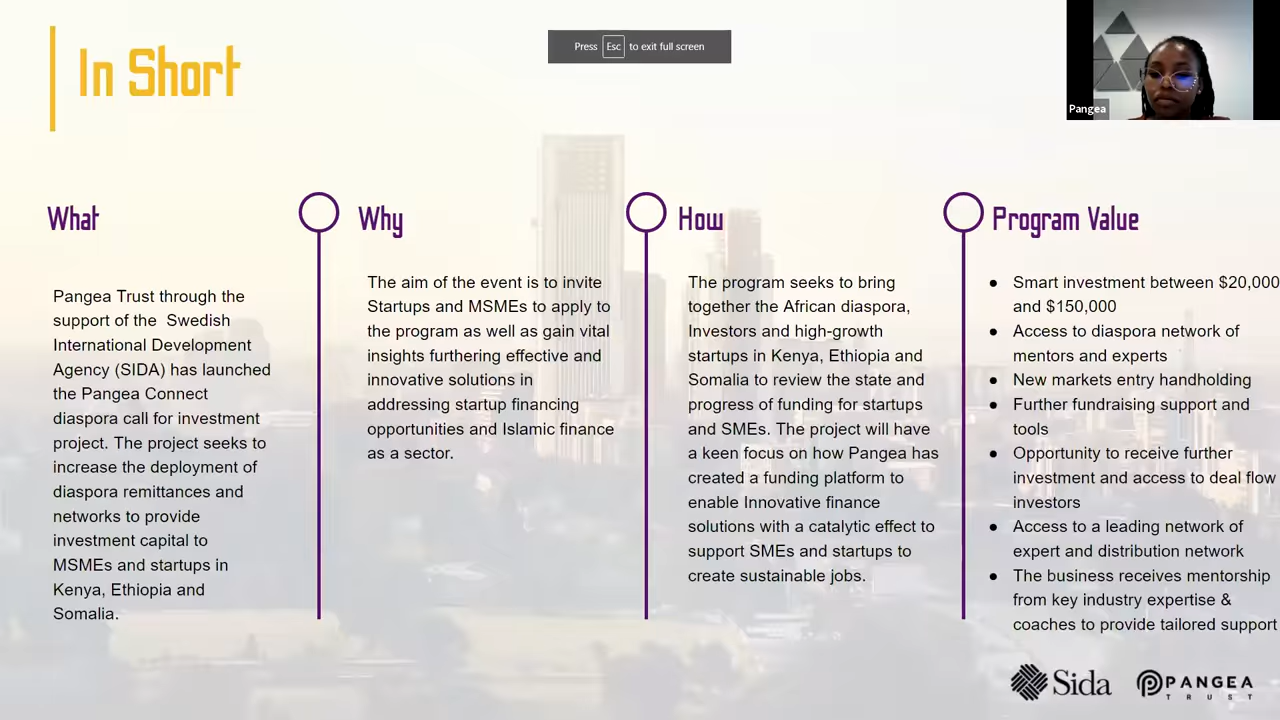 In Short
Press Esc to exit full screen
Pangea
What
Pangea Trust through the
support of the Swedish
International Development
Agency (SIDA) has launched
the Pangea Connect
diaspora call for investment
project. The project seeks to
increase the deployment of
diaspora remittances and
networks to provide
investment capital to
MSMEs and startups in
Kenya, Ethiopia and
Somalia.
Why
The aim of the event is to invite
Startups and MSMEs to apply to
the program as well as gain vital
insights furthering effective and
innovative solutions in
addressing startup financing
opportunities and Islamic finance
as a sector.
How
The program seeks to bring
together the African diaspora,
Investors and high-growth
startups in Kenya, Ethiopia and
Somalia to review the state and
progress of funding for startups
and SMEs. The project will have
a keen focus on how Pangea has
created a funding platform to
enable Innovative finance
solutions with a catalytic effect to
support SMEs and startups to
create sustainable jobs.
Program Value
● Smart investment between $20,000
and $150,000
● Access to diaspora network of
mentors and experts
● New markets entry handholding
● Further fundraising support and
tools
● Opportunity to receive further
investment and access to deal flow
investors
● Access to a leading network of
expert and distribution network
● The business receives mentorship
from key industry expertise &
coaches to provide tailored support
Sida
PANGEA
TRUST